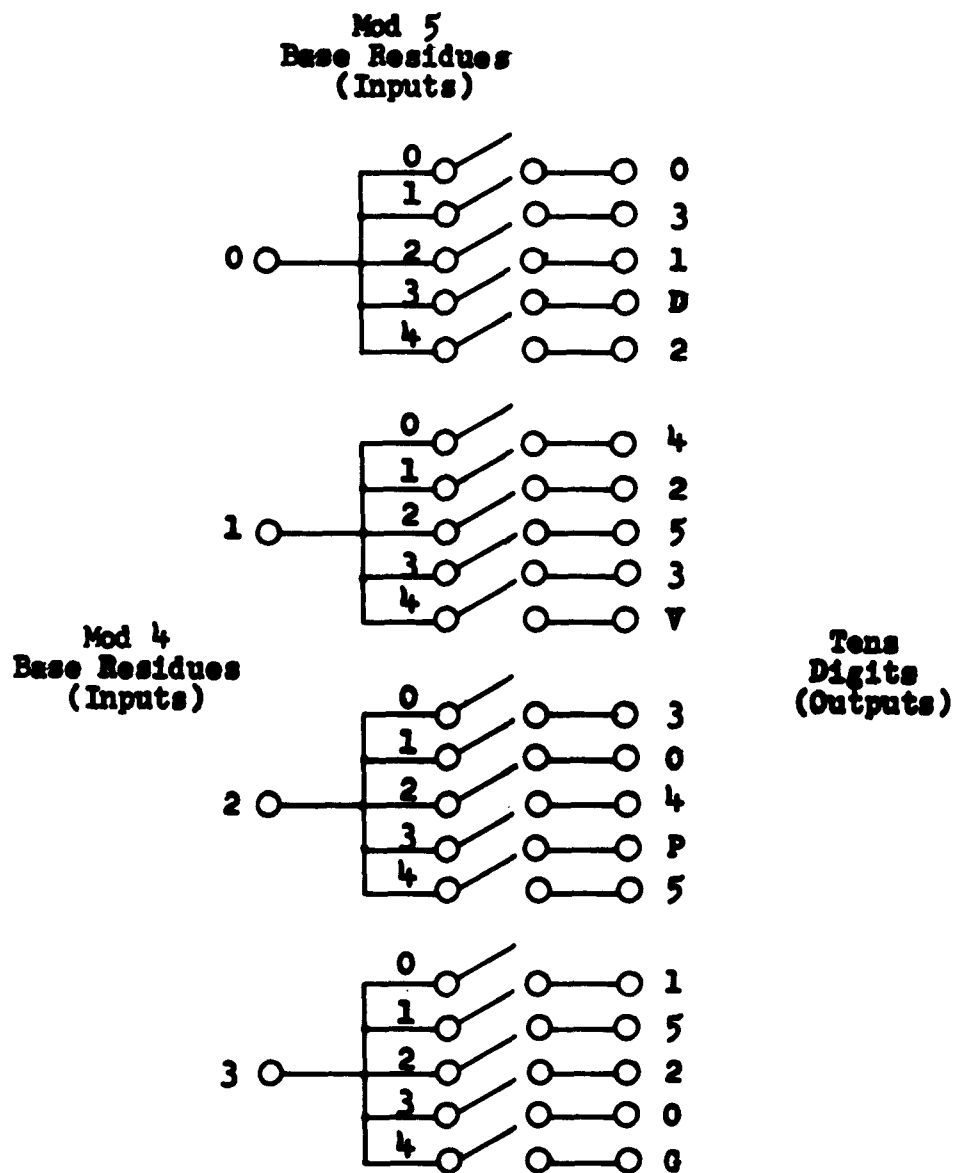 Mod 5
Base Residues
(Inputs)
0 0
1 3
0 2 1
3 D
4 2
0 4
1 2
1 2 5
3 3
4 V
Mod 4
Base Residues
(Inputs)
Tens
Digits
(Outputs)
0 3
1 0
2 2 4
3 P
4 5
0 1
1 5
3 2 2
3 0
4 G